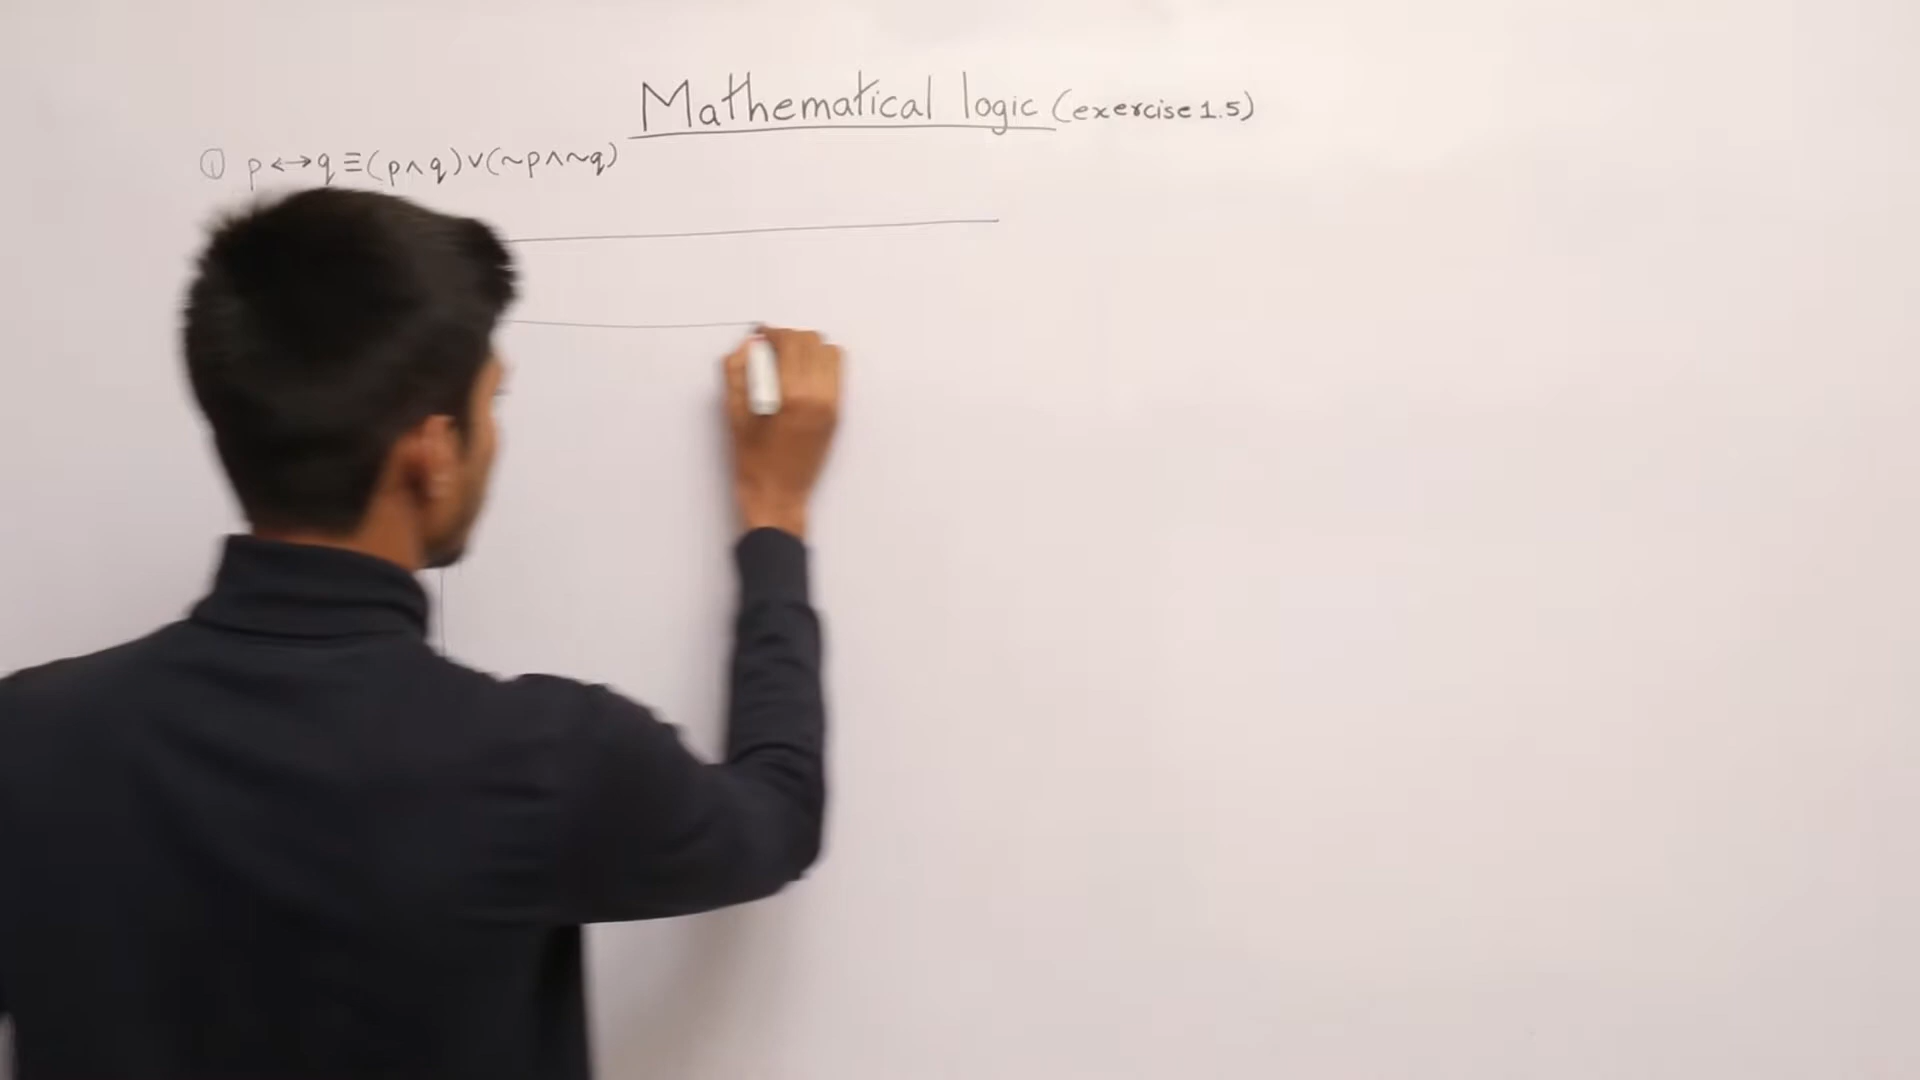 Mathematical logic (exercise 1.5)
① p↔q≡(p∧q)∨(~p∧~q)